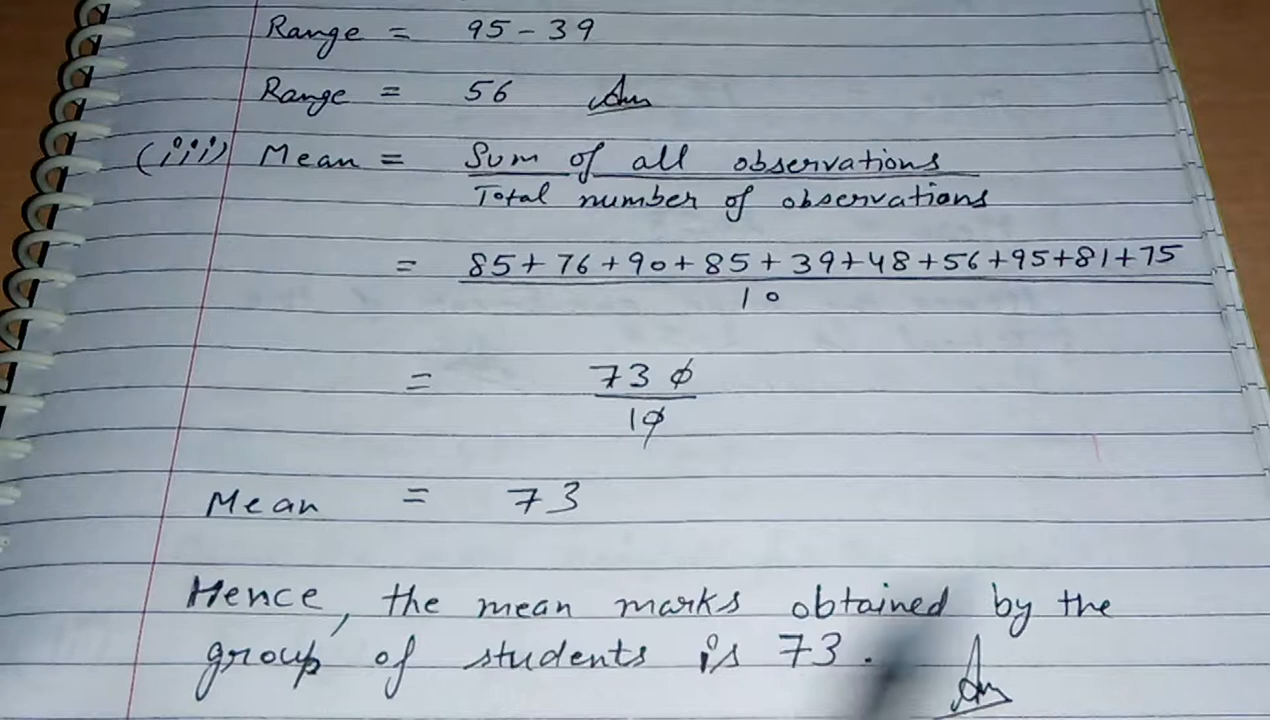 Range = 95 - 39
Range = 56 Ans
(iii) Mean = Sum of all observations
Total number of observations
= 85 + 76 + 90 + 85 + 39 + 48 + 56 + 95 + 81 + 75
10
= 730
10
Mean = 73
Hence, the mean marks obtained by the
group of students is 73. Ans